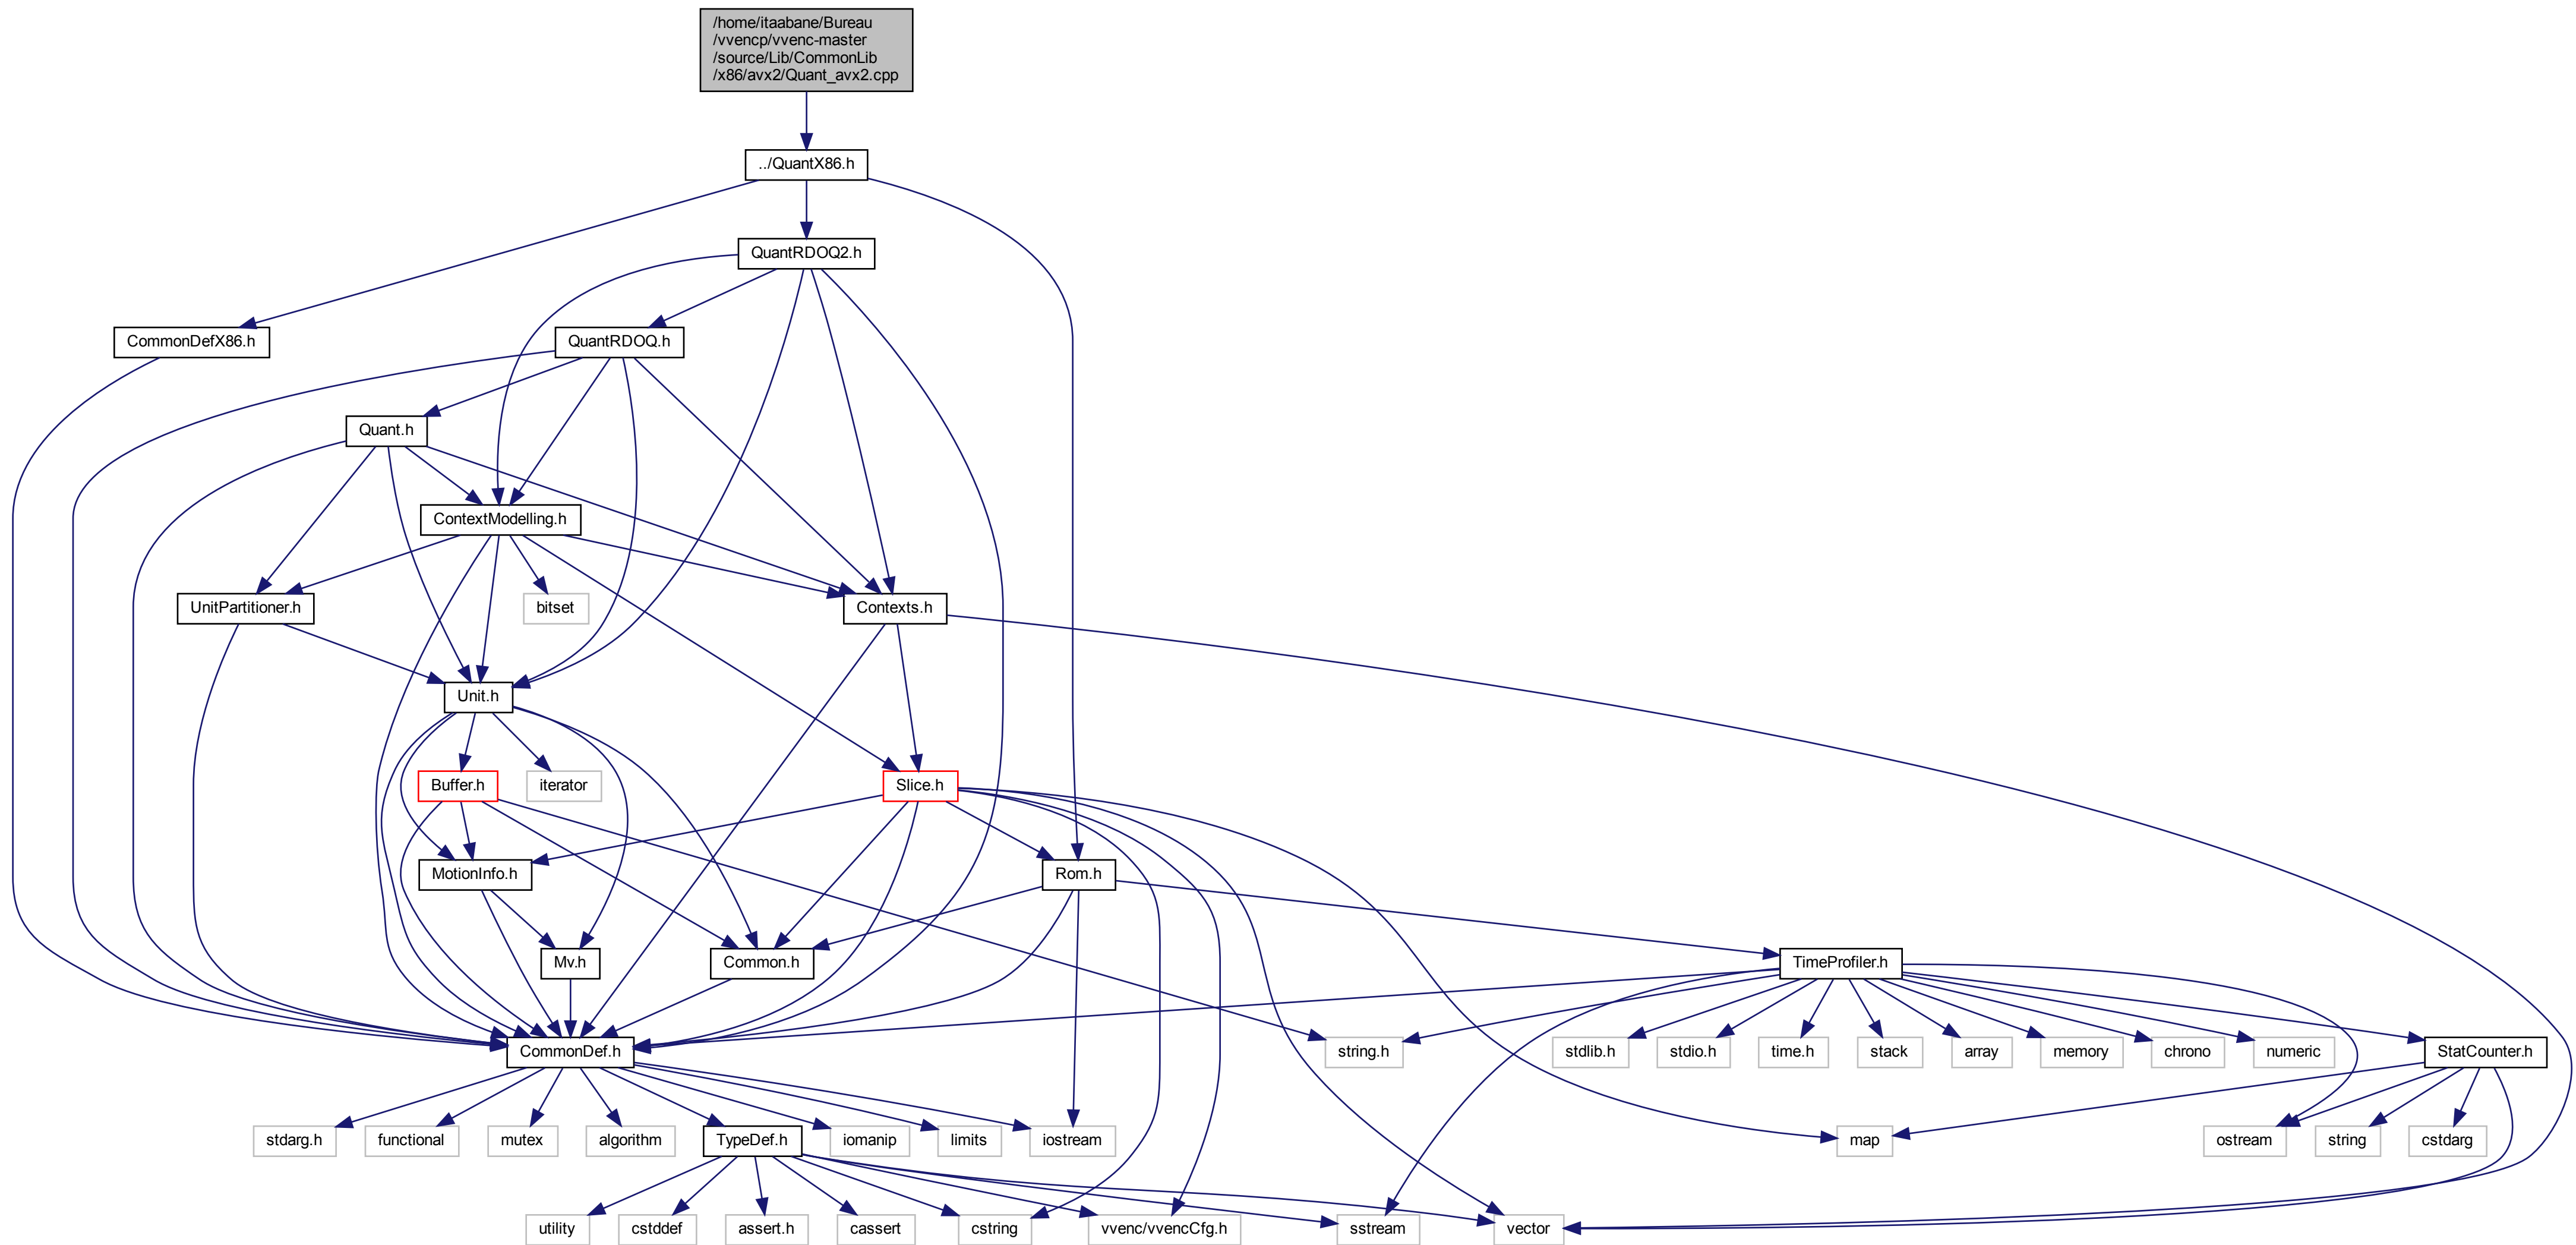 /home/itaabane/Bureau
/vvencp/vvenc-master
/source/Lib/CommonLib
/x86/avx2/Quant_avx2.cpp
../QuantX86.h
QuantRDOQ2.h
CommonDefX86.h
QuantRDOQ.h
Quant.h
ContextModelling.h
UnitPartitioner.h
bitset
Contexts.h
Unit.h
Buffer.h
iterator
Slice.h
MotionInfo.h
Rom.h
Mv.h
Common.h
TimeProfiler.h
CommonDef.h
string.h
stdlib.h
stdio.h
time.h
stack
array
memory
chrono
numeric
StatCounter.h
stdarg.h
functional
mutex
algorithm
TypeDef.h
iomanip
limits
iostream
map
ostream
string
cstdarg
utility
cstddef
assert.h
cassert
cstring
vvenc/vvencCfg.h
sstream
vector